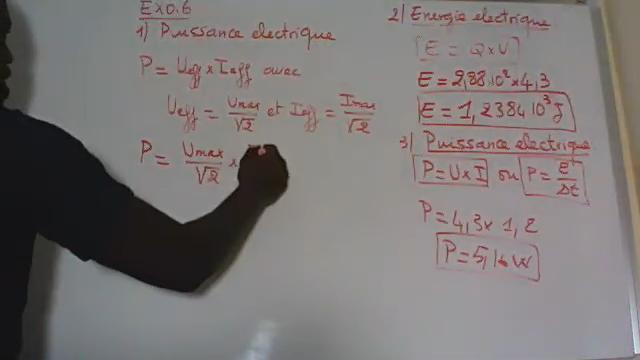 Exo.6
1) Puissance electrique
P = Ueff x Ieff avec
Ueff = Umax/√2 et Ieff = Imax/√2
P = Umax/√2 x
2) Energie electrique
E = Q x V
E = 2,88.10² x 4,3
E = 1,2384 10³ J
3) Puissance electrique
P = U x I ou P = E/Δt
P = 4,3 x 1,2
P = 5,16 W